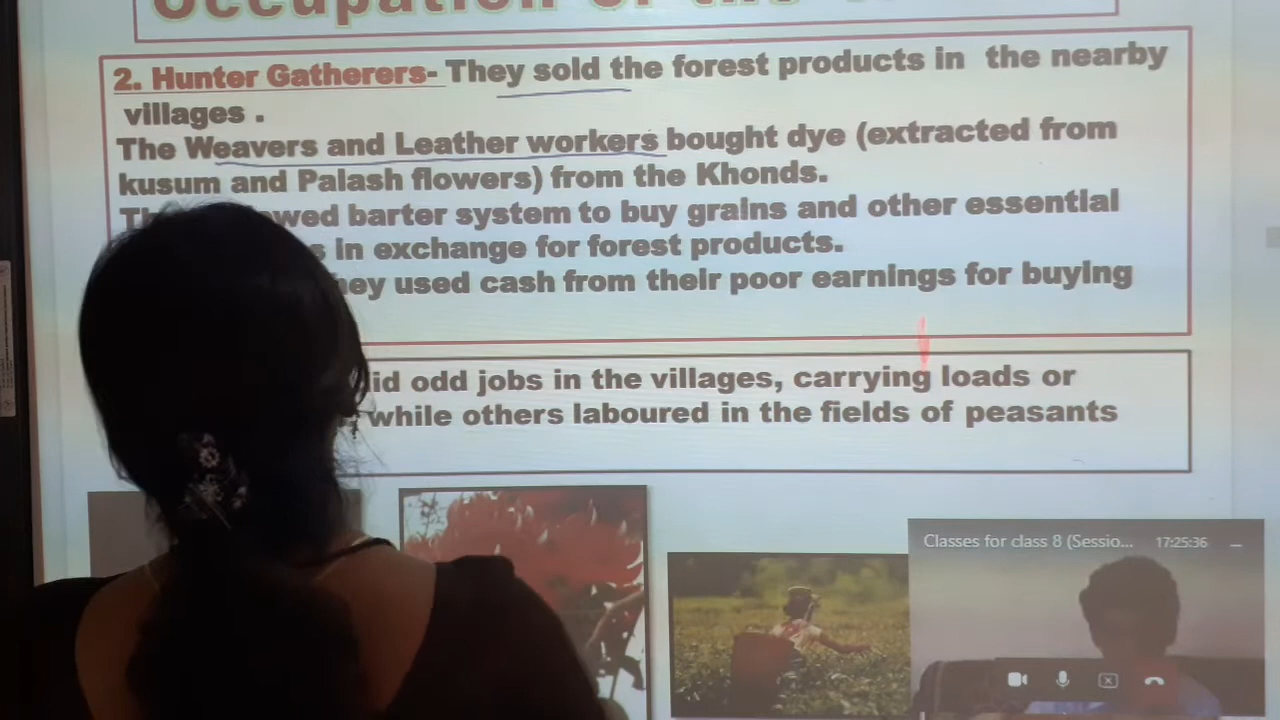 Occupation of the
2. Hunter Gatherers- They sold the forest products in the nearby
villages .
The Weavers and Leather workers bought dye (extracted from
kusum and Palash flowers) from the Khonds.
barter system to buy grains and other essential
in exchange for forest products.
used cash from their poor earnings for buying
odd jobs in the villages, carrying loads or
while others laboured in the fields of peasants
Classes for class 8 (Sessio... 17:25:36